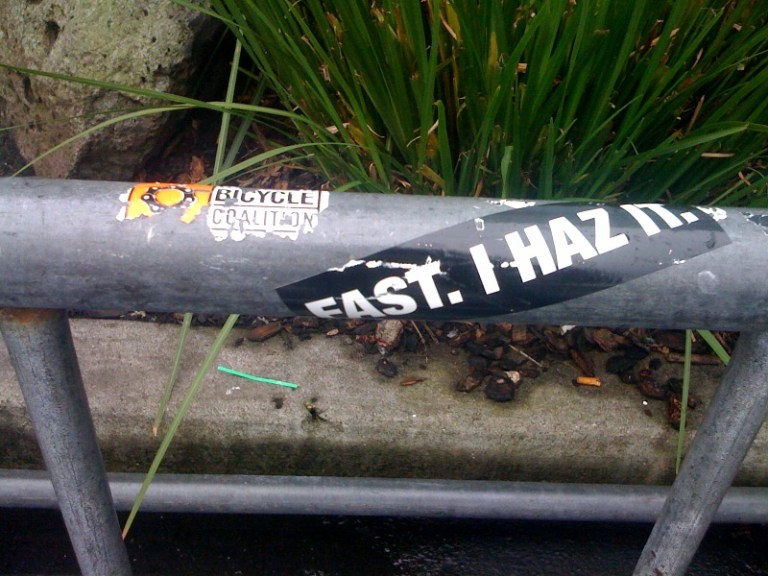 BICYCLE
COALITION
FAST. I HAZ IT.